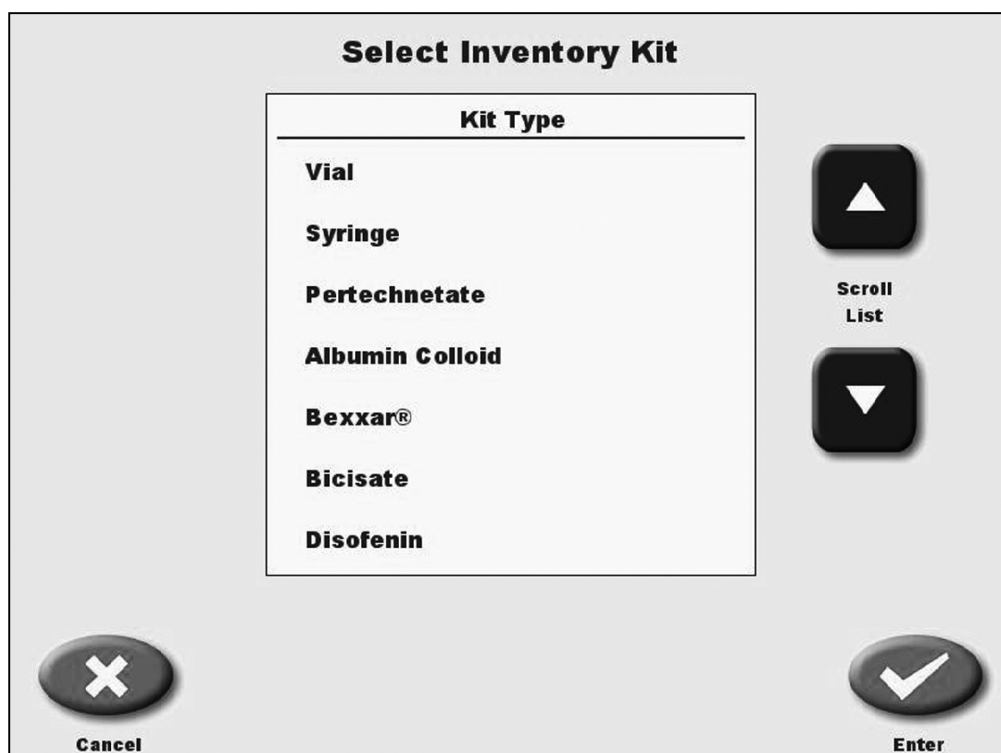 Select Inventory Kit
Kit Type
Vial
Syringe
Pertechnetate
Albumin Colloid
Bexxar®
Bicisate
Disofenin
Scroll
List
Cancel
Enter